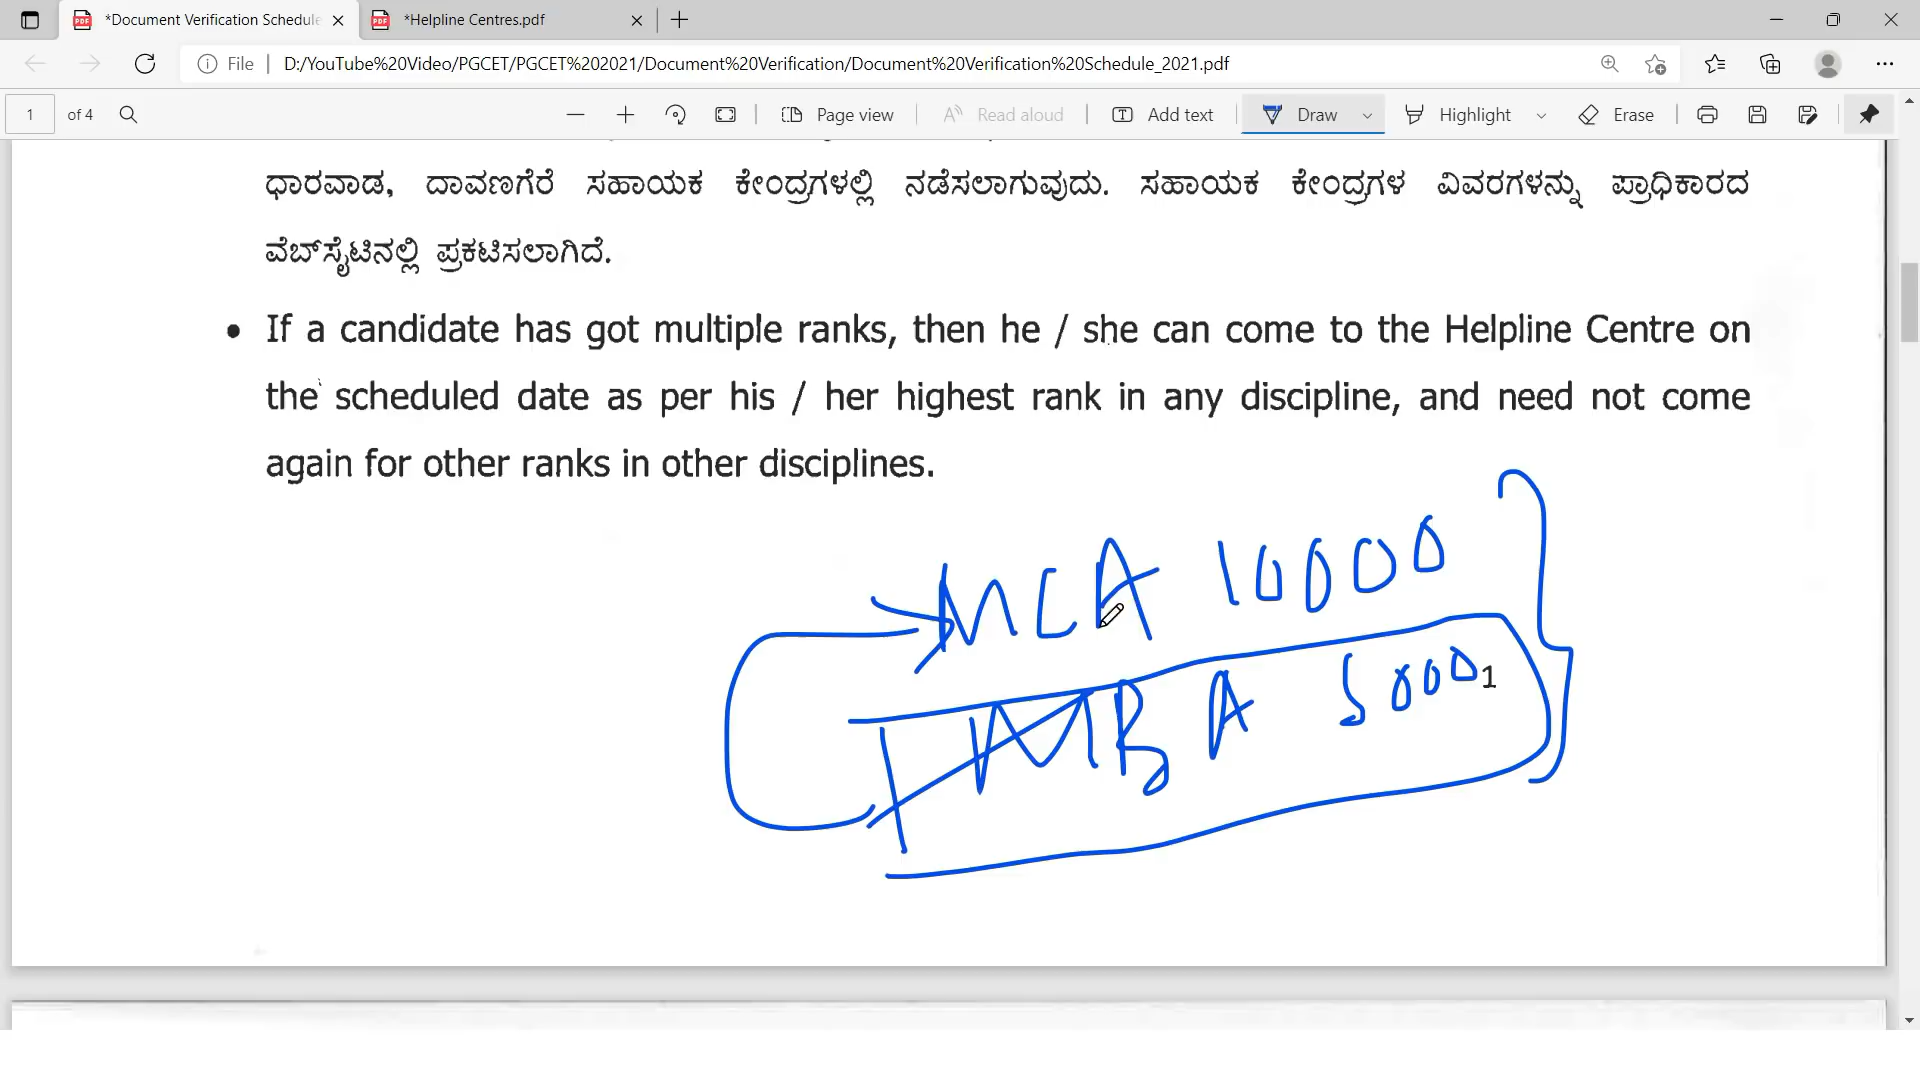 *Document Verification Schedule
*Helpline Centres.pdf
File
D:/YouTube%20Video/PGCET/PGCET%202021/Document%20Verification/Document%20Verification%20Schedule_2021.pdf
1 of 4
Page view
Read aloud
Add text
Draw
Highlight
Erase
ಧಾರವಾಡ, ದಾವಣಗೆರೆ ಸಹಾಯಕ ಕೇಂದ್ರಗಳಲ್ಲಿ ನಡೆಸಲಾಗುವುದು. ಸಹಾಯಕ ಕೇಂದ್ರಗಳ ವಿವರಗಳನ್ನು ಪ್ರಾಧಿಕಾರದ
ವೆಬ್‌ಸೈಟಿನಲ್ಲಿ ಪ್ರಕಟಿಸಲಾಗಿದೆ.
• If a candidate has got multiple ranks, then he / she can come to the Helpline Centre on
the scheduled date as per his / her highest rank in any discipline, and need not come
again for other ranks in other disciplines.
MCA 10000
MBA 5000
1